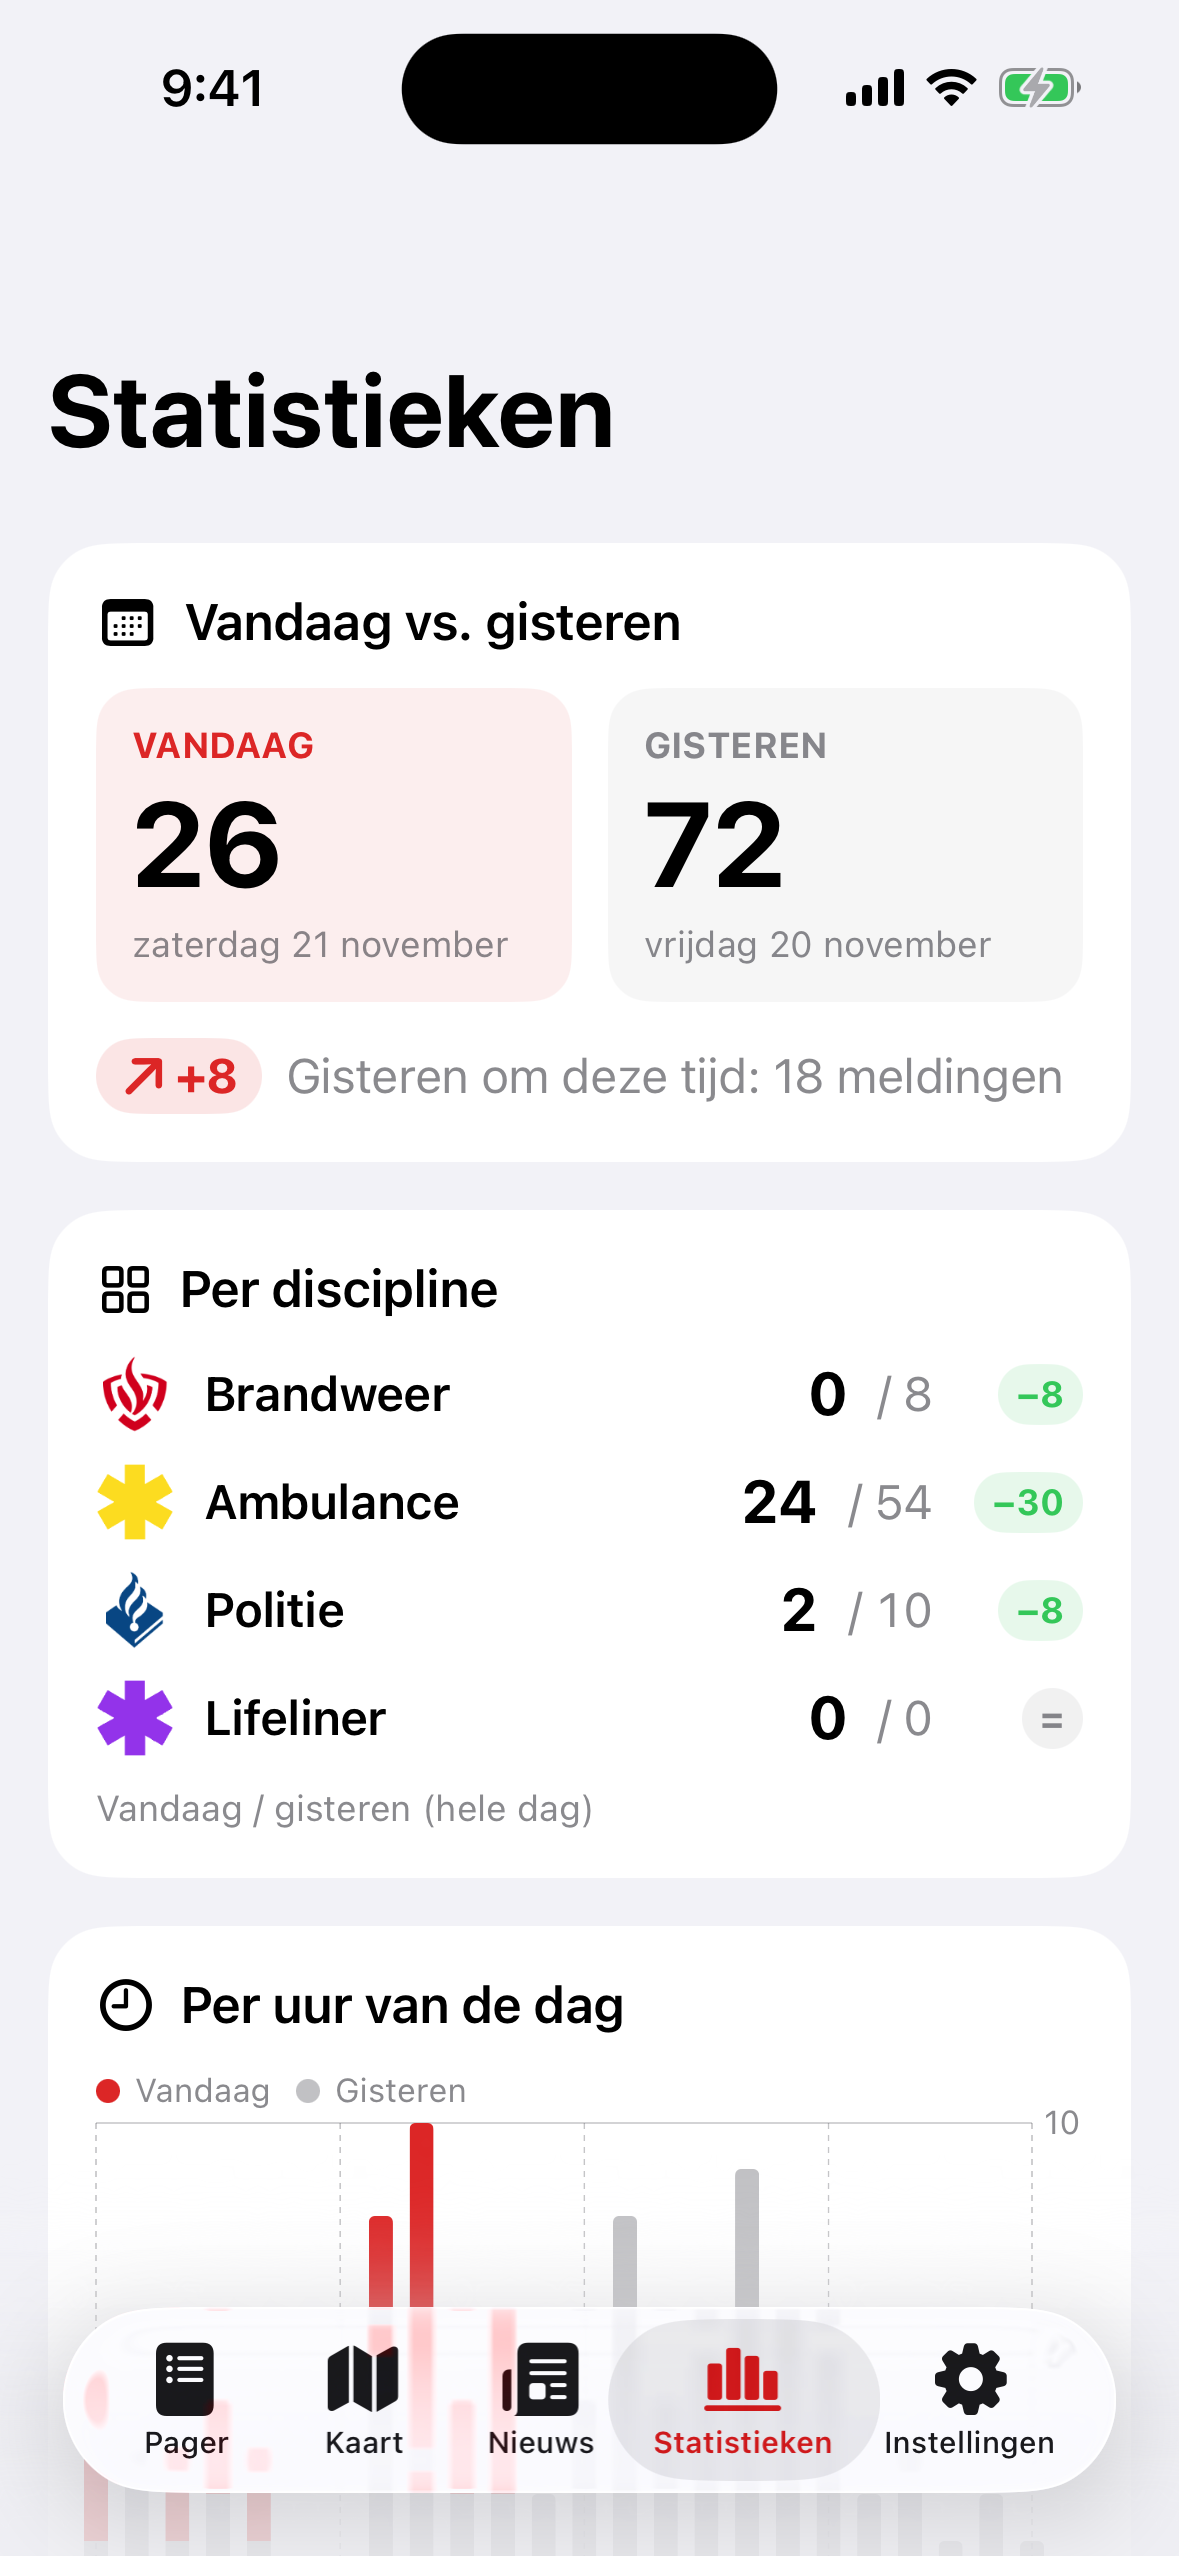 9:41
Statistieken
Vandaag vs. gisteren
VANDAAG
26
zaterdag 21 november
GISTEREN
72
vrijdag 20 november
+8 Gisteren om deze tijd: 18 meldingen
Per discipline
Brandweer 0 / 8 −8
Ambulance 24 / 54 −30
Politie 2 / 10 −8
Lifeliner 0 / 0 =
Vandaag / gisteren (hele dag)
Per uur van de dag
Vandaag Gisteren
10
Pager Kaart Nieuws Statistieken Instellingen